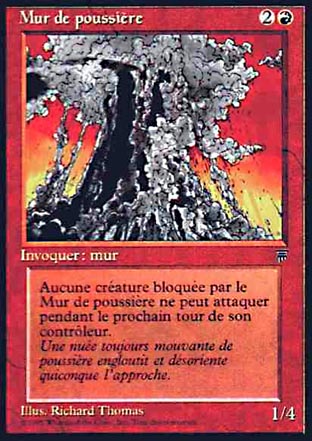 Mur de poussière 2
Invoquer: mur
Aucune créature bloquée par le
Mur de poussière ne peut attaquer
pendant le prochain tour de son
contrôleur.
Une nuée toujours mouvante de
poussière engloutit et désoriente
quiconque l'approche.
Illus. Richard Thomas
1/4